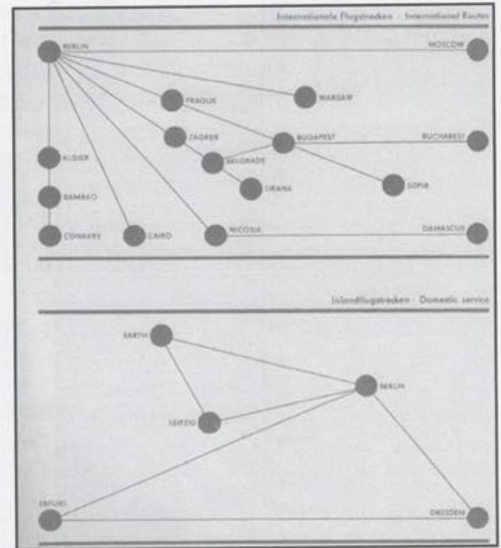 Internationale Flugstrecken · International Routes
BERLIN
MOSCOW
PRAGUE
WARSAW
ZAGREB
BUDAPEST
BUCHAREST
ALGIER
BELGRADE
TIRANA
SOFIA
BAMAKO
CONAKRY
CAIRO
NICOSIA
DAMASCUS
Inlandflugstrecken · Domestic service
BARTH
BERLIN
LEIPZIG
ERFURT
DRESDEN